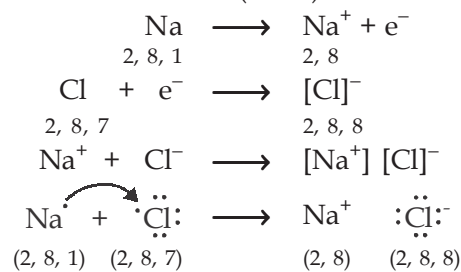 Na ⟶ Na⁺ + e⁻
2, 8, 1 2, 8
Cl + e⁻ ⟶ [Cl]⁻
2, 8, 7 2, 8, 8
Na⁺ + Cl⁻ ⟶ [Na⁺] [Cl]⁻
Na + Cl: ⟶ Na⁺ :Cl:⁻
(2, 8, 1) (2, 8, 7) (2, 8) (2, 8, 8)